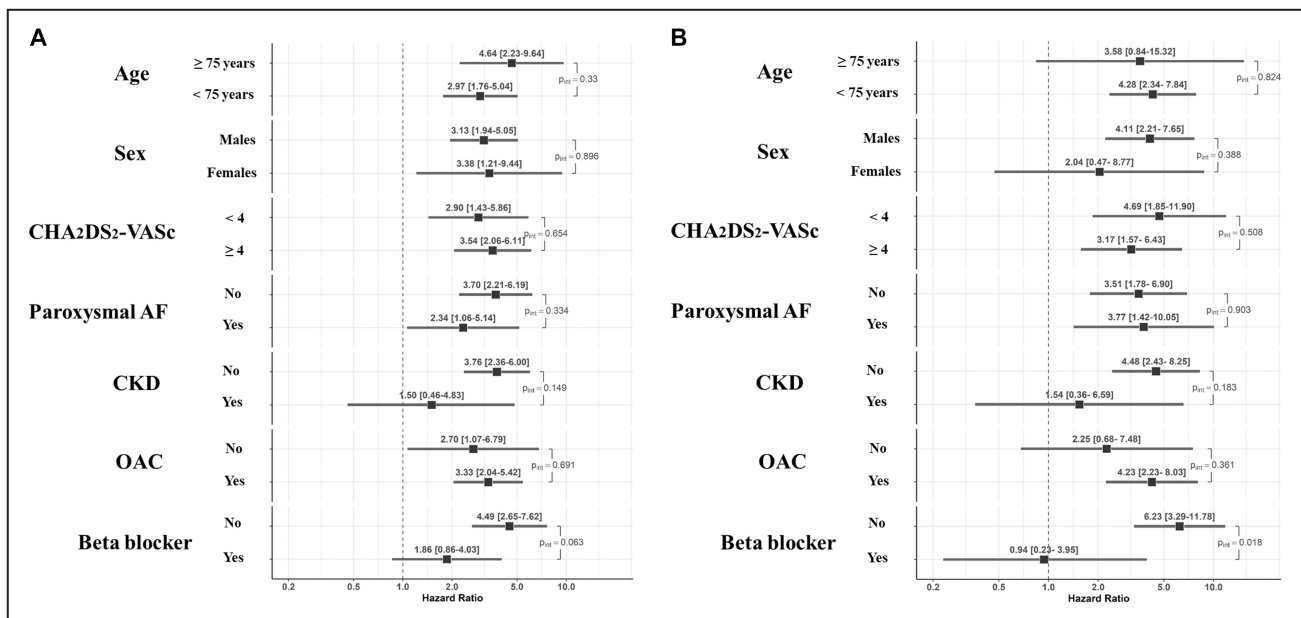 A
Age
≥ 75 years
4.64 [2.23-9.64]
< 75 years
2.97 [1.76-5.04]
pint = 0.33
Sex
Males
3.13 [1.94-5.05]
Females
3.38 [1.21-9.44]
pint = 0.896
CHA2DS2-VASc
< 4
2.90 [1.43-5.86]
≥ 4
3.54 [2.06-6.11]
pint = 0.654
Paroxysmal AF
No
3.70 [2.21-6.19]
Yes
2.34 [1.06-5.14]
pint = 0.334
CKD
No
3.76 [2.36-6.00]
Yes
1.50 [0.46-4.83]
pint = 0.149
OAC
No
2.70 [1.07-6.79]
Yes
3.33 [2.04-5.42]
pint = 0.691
Beta blocker
No
4.49 [2.65-7.62]
Yes
1.86 [0.86-4.03]
pint = 0.063
0.2 0.5 1.0 2.0 5.0 10.0
Hazard Ratio
B
Age
≥ 75 years
3.58 [0.84-15.32]
< 75 years
4.28 [2.34- 7.84]
pint = 0.824
Sex
Males
4.11 [2.21- 7.65]
Females
2.04 [0.47- 8.77]
pint = 0.388
CHA2DS2-VASc
< 4
4.69 [1.85-11.90]
≥ 4
3.17 [1.57- 6.43]
pint = 0.508
Paroxysmal AF
No
3.51 [1.78- 6.90]
Yes
3.77 [1.42-10.05]
pint = 0.903
CKD
No
4.48 [2.43- 8.25]
Yes
1.54 [0.36- 6.59]
pint = 0.183
OAC
No
2.25 [0.68- 7.48]
Yes
4.23 [2.23- 8.03]
pint = 0.361
Beta blocker
No
6.23 [3.29-11.78]
Yes
0.94 [0.23- 3.95]
pint = 0.018
0.2 0.5 1.0 2.0 5.0 10.0
Hazard Ratio